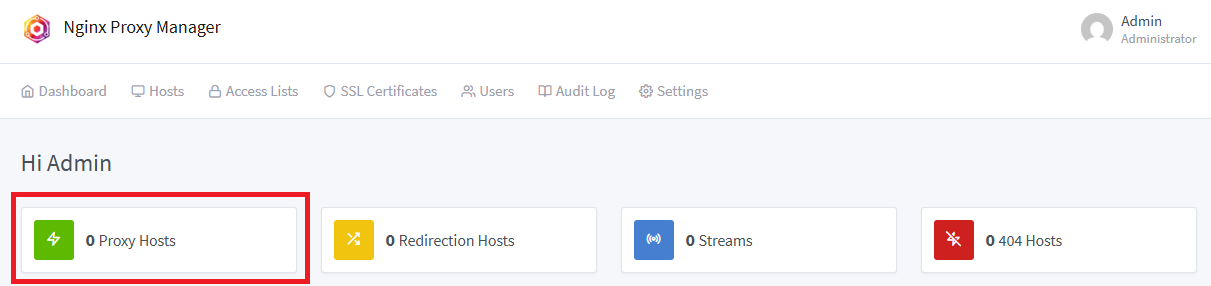 Nginx Proxy Manager
Admin
Administrator
Dashboard Hosts Access Lists SSL Certificates Users Audit Log Settings
Hi Admin
0 Proxy Hosts 0 Redirection Hosts 0 Streams 0 404 Hosts